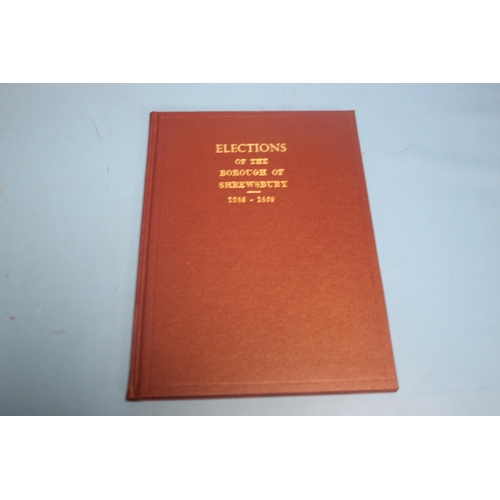 ELECTIONS
OF THE
BOROUGH OF
SHREWSBURY